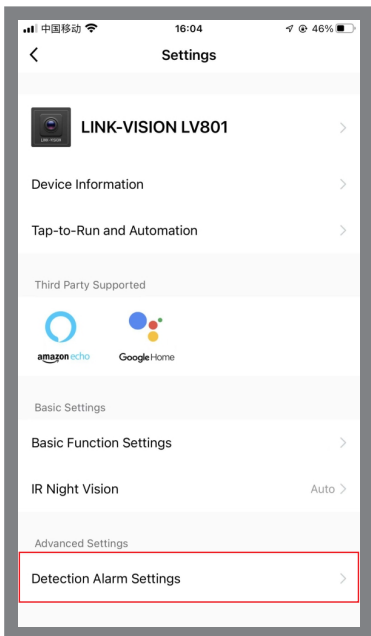 中国移动 16:04 46%
Settings
LINK-VISION
LINK-VISION LV801
Device Information
Tap-to-Run and Automation
Third Party Supported
amazon echo Google Home
Basic Settings
Basic Function Settings
IR Night Vision Auto
Advanced Settings
Detection Alarm Settings